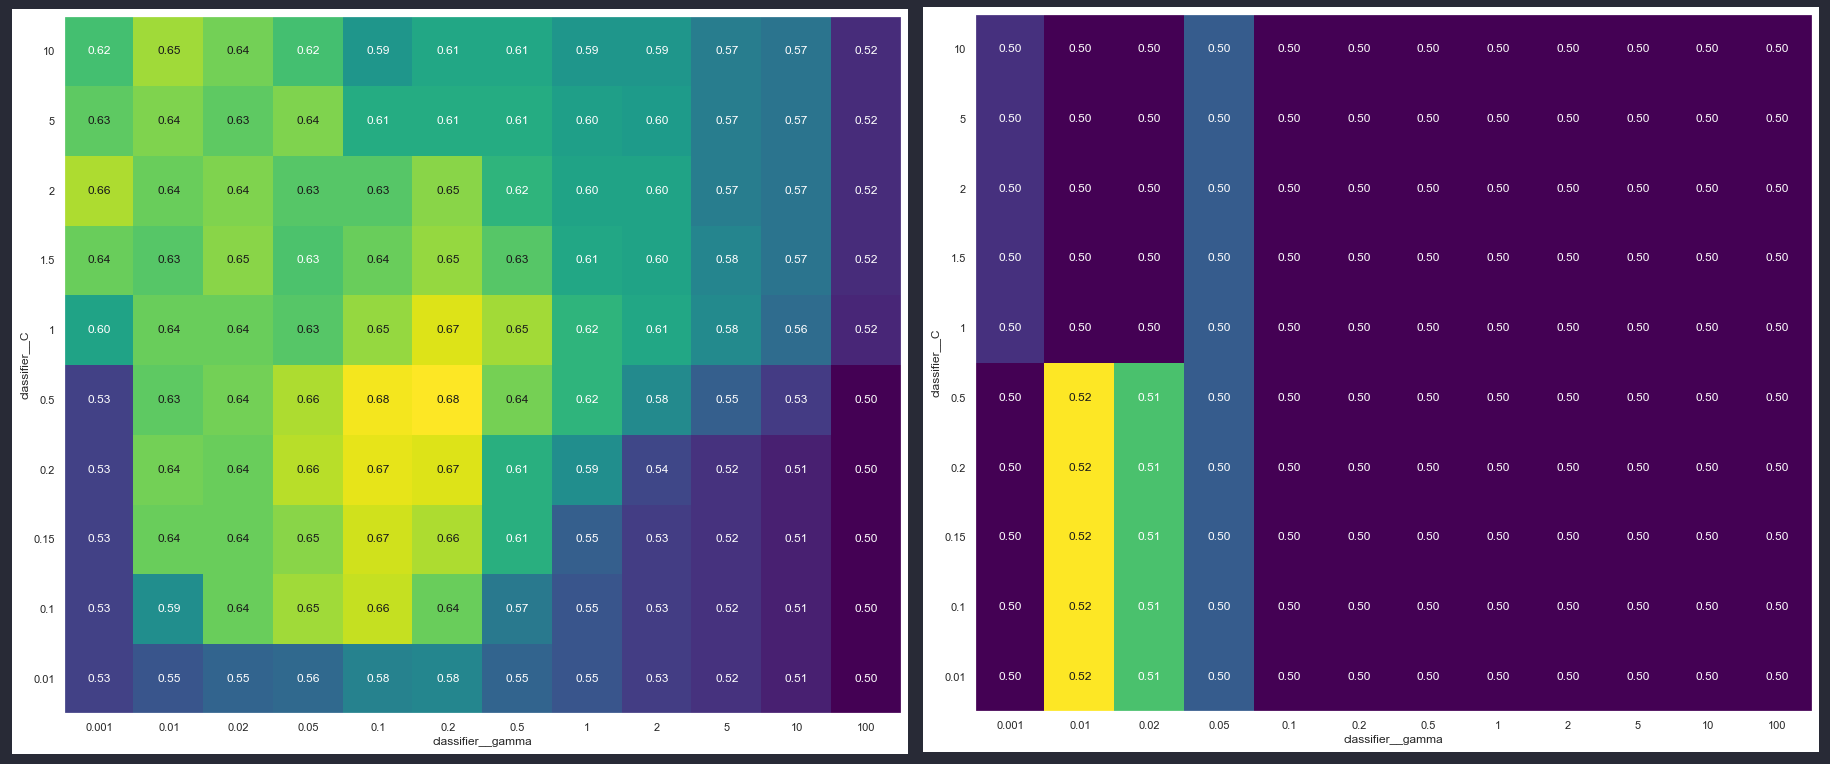 10 0.62 0.65 0.64 0.62 0.59 0.61 0.61 0.59 0.59 0.57 0.57 0.52
5 0.63 0.64 0.63 0.64 0.61 0.61 0.61 0.60 0.60 0.57 0.57 0.52
2 0.66 0.64 0.64 0.63 0.63 0.65 0.62 0.60 0.60 0.57 0.57 0.52
1.5 0.64 0.63 0.65 0.63 0.64 0.65 0.63 0.61 0.60 0.58 0.57 0.52
1 0.60 0.64 0.64 0.63 0.65 0.67 0.65 0.62 0.61 0.58 0.56 0.52
0.5 0.53 0.63 0.64 0.66 0.68 0.68 0.64 0.62 0.58 0.55 0.53 0.50
0.2 0.53 0.64 0.64 0.66 0.67 0.67 0.61 0.59 0.54 0.52 0.51 0.50
0.15 0.53 0.64 0.64 0.65 0.67 0.66 0.61 0.55 0.53 0.52 0.51 0.50
0.1 0.53 0.59 0.64 0.65 0.66 0.64 0.57 0.55 0.53 0.52 0.51 0.50
0.01 0.53 0.55 0.55 0.56 0.58 0.58 0.55 0.55 0.53 0.52 0.51 0.50
0.001 0.01 0.02 0.05 0.1 0.2 0.5 1 2 5 10 100
classifier__gamma
classifier__C
10 0.50 0.50 0.50 0.50 0.50 0.50 0.50 0.50 0.50 0.50 0.50 0.50
5 0.50 0.50 0.50 0.50 0.50 0.50 0.50 0.50 0.50 0.50 0.50 0.50
2 0.50 0.50 0.50 0.50 0.50 0.50 0.50 0.50 0.50 0.50 0.50 0.50
1.5 0.50 0.50 0.50 0.50 0.50 0.50 0.50 0.50 0.50 0.50 0.50 0.50
1 0.50 0.50 0.50 0.50 0.50 0.50 0.50 0.50 0.50 0.50 0.50 0.50
0.5 0.50 0.52 0.51 0.50 0.50 0.50 0.50 0.50 0.50 0.50 0.50 0.50
0.2 0.50 0.52 0.51 0.50 0.50 0.50 0.50 0.50 0.50 0.50 0.50 0.50
0.15 0.50 0.52 0.51 0.50 0.50 0.50 0.50 0.50 0.50 0.50 0.50 0.50
0.1 0.50 0.52 0.51 0.50 0.50 0.50 0.50 0.50 0.50 0.50 0.50 0.50
0.01 0.50 0.52 0.51 0.50 0.50 0.50 0.50 0.50 0.50 0.50 0.50 0.50
0.001 0.01 0.02 0.05 0.1 0.2 0.5 1 2 5 10 100
classifier__gamma
classifier__C